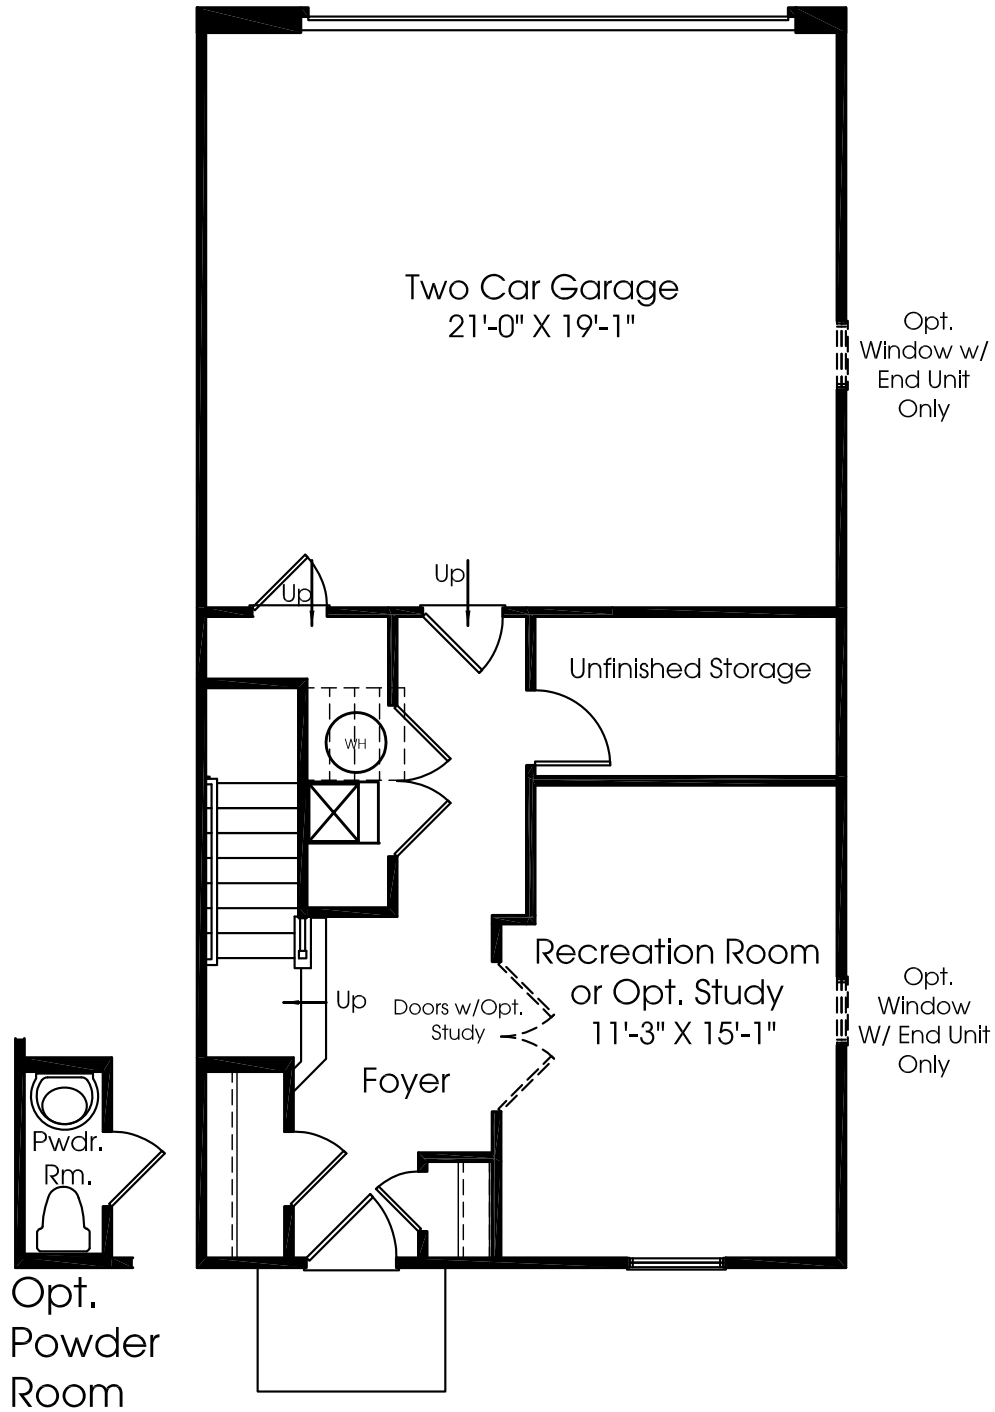 Two Car Garage
21'-0" X 19'-1"
Opt.
Window w/
End Unit
Only
Up
Up
Unfinished Storage
WH
Recreation Room
or Opt. Study
11'-3" X 15'-1"
Doors w/Opt.
Study
Up
Foyer
Opt.
Window
W/ End Unit
Only
Pwdr.
Rm.
Opt.
Powder
Room